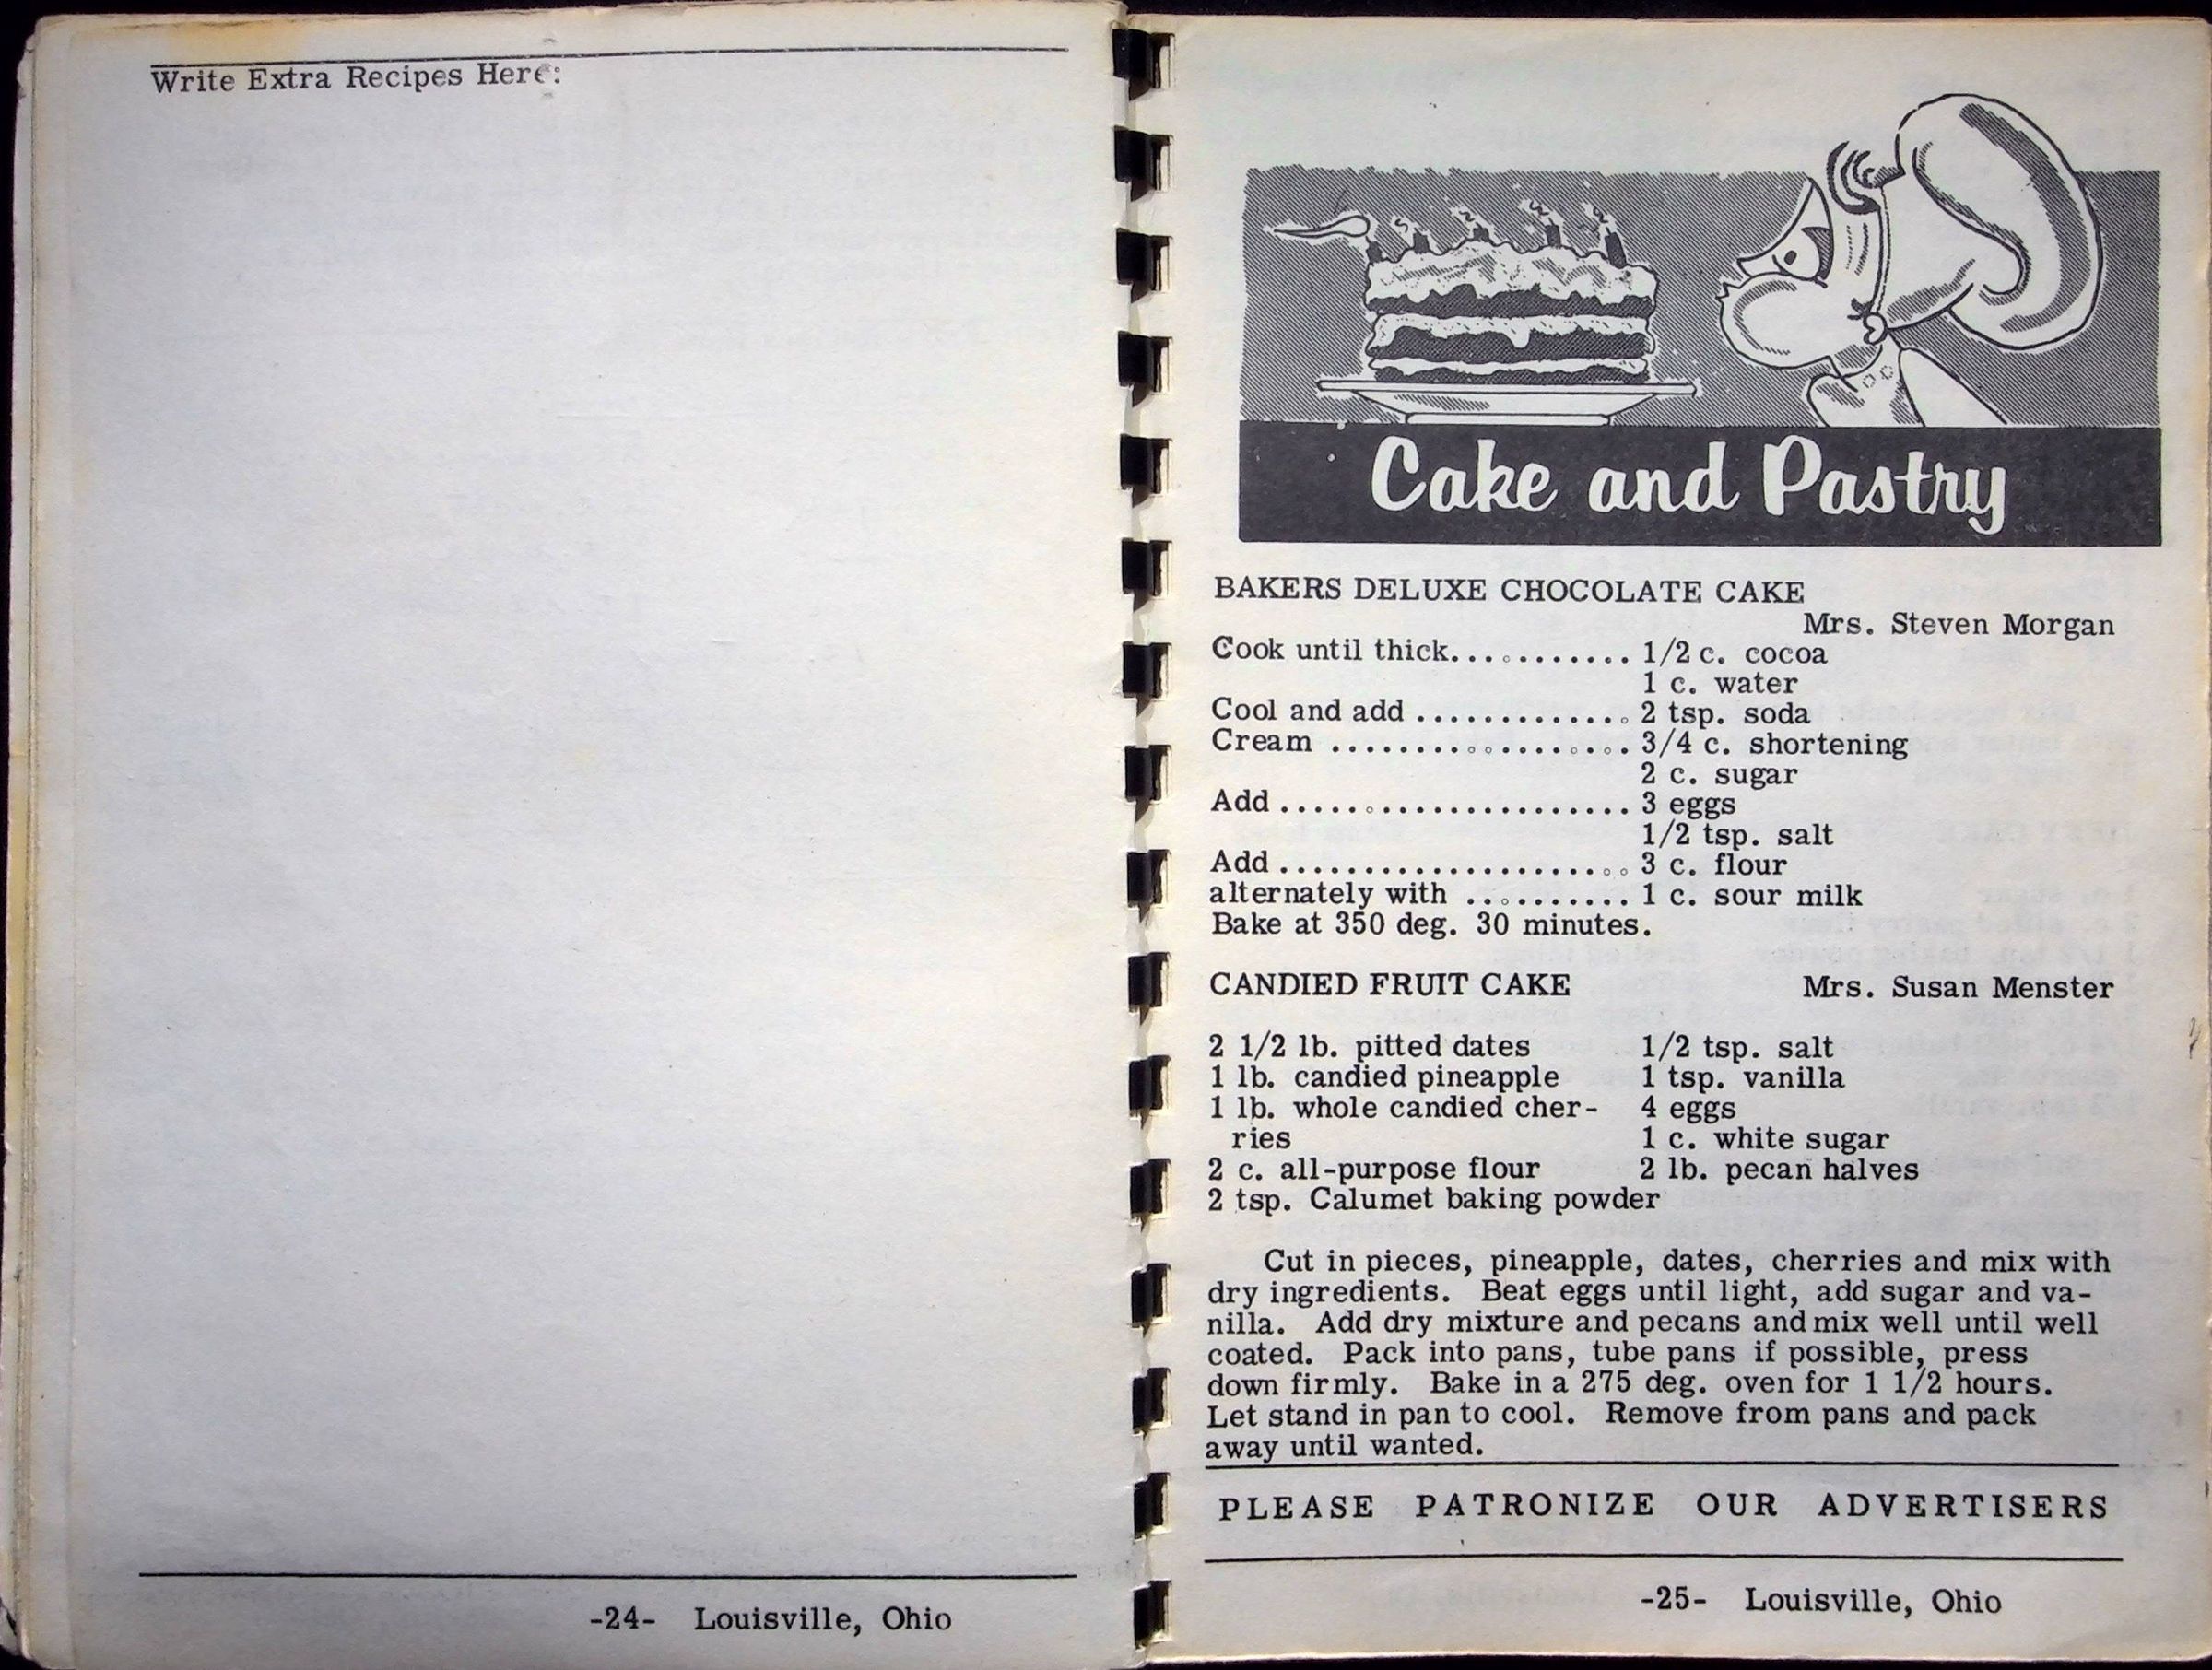 Write Extra Recipes Here:
-24- Louisville, Ohio
Cake and Pastry
BAKERS DELUXE CHOCOLATE CAKE
Mrs. Steven Morgan
Cook until thick............ 1/2 c. cocoa
1 c. water
Cool and add .............. 2 tsp. soda
Cream .................... 3/4 c. shortening
2 c. sugar
Add ....................... 3 eggs
1/2 tsp. salt
Add ....................... 3 c. flour
alternately with ........... 1 c. sour milk
Bake at 350 deg. 30 minutes.
CANDIED FRUIT CAKE Mrs. Susan Menster
2 1/2 lb. pitted dates 1/2 tsp. salt
1 lb. candied pineapple 1 tsp. vanilla
1 lb. whole candied cher- 4 eggs
ries 1 c. white sugar
2 c. all-purpose flour 2 lb. pecan halves
2 tsp. Calumet baking powder
Cut in pieces, pineapple, dates, cherries and mix with
dry ingredients. Beat eggs until light, add sugar and va-
nilla. Add dry mixture and pecans and mix well until well
coated. Pack into pans, tube pans if possible, press
down firmly. Bake in a 275 deg. oven for 1 1/2 hours.
Let stand in pan to cool. Remove from pans and pack
away until wanted.
PLEASE PATRONIZE OUR ADVERTISERS
-25- Louisville, Ohio